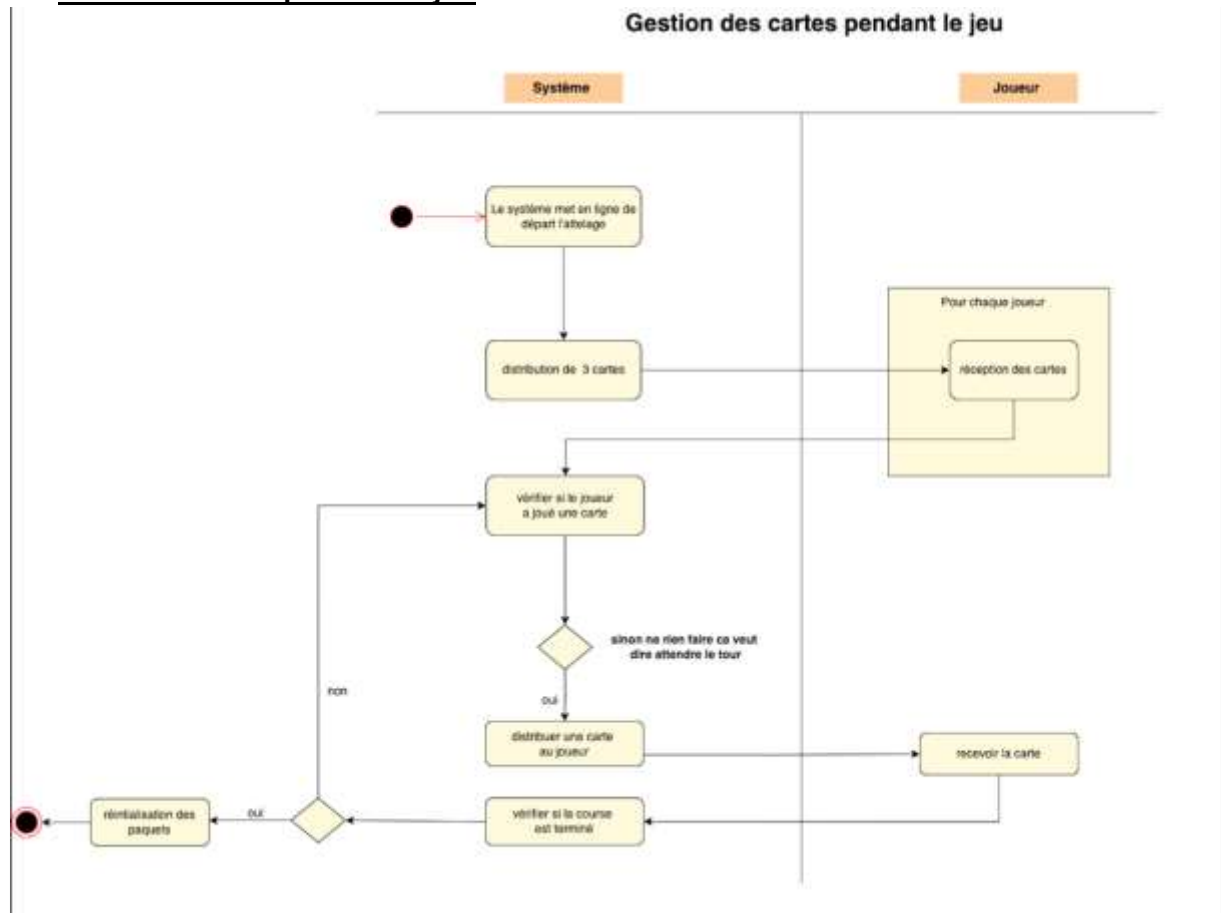 Gestion des cartes pendant le jeu
Système
Joueur
Le système met en ligne de
départ l'attelage
Pour chaque joueur
distribution de 3 cartes
réception des cartes
vérifier si le joueur
a joué une carte
sinon ne rien faire ca veut
dire attendre le tour
non
oui
distribuer une carte
au joueur
recevoir la carte
réintialisation des
paquets
oui
vérifier si la course
est terminé